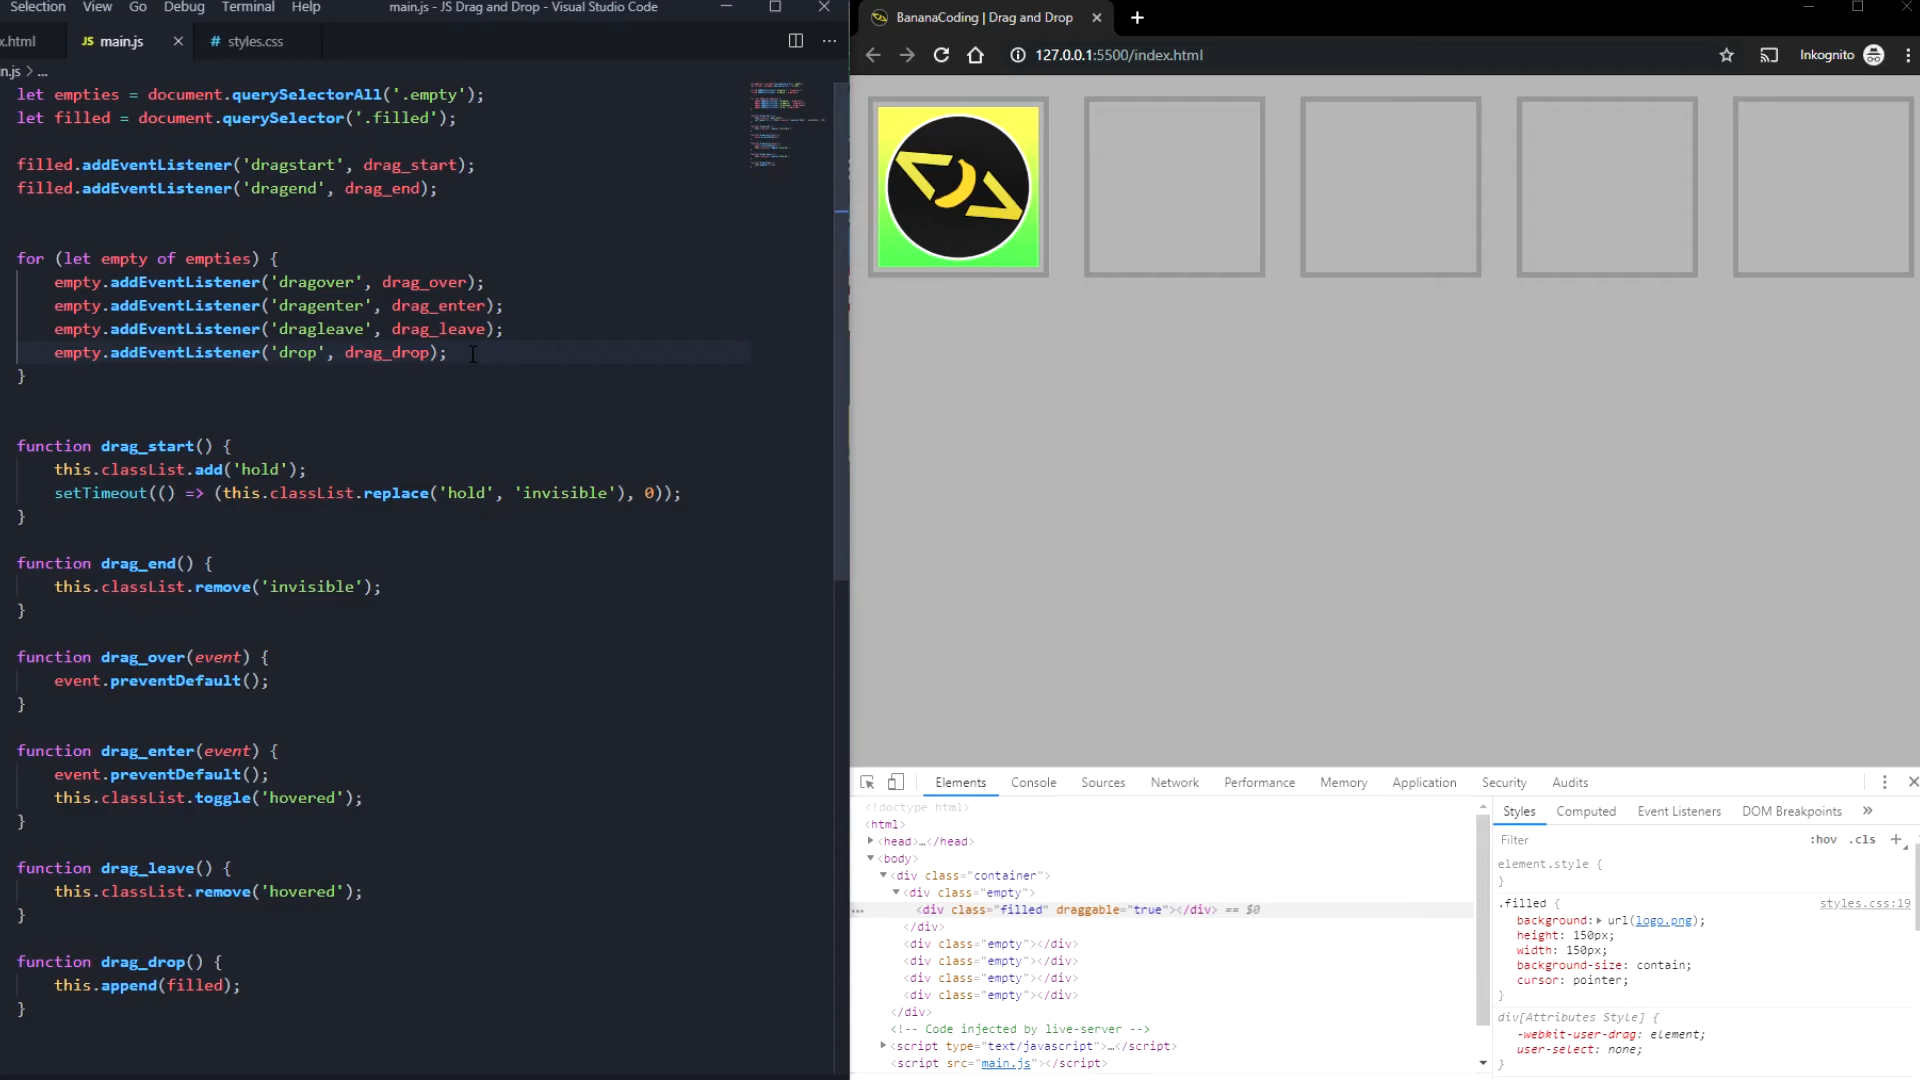 Selection View Go Debug Terminal Help main.js - JS Drag and Drop - Visual Studio Code
x.html JS main.js # styles.css
n.js > ...
let empties = document.querySelectorAll('.empty');
let filled = document.querySelector('.filled');
filled.addEventListener('dragstart', drag_start);
filled.addEventListener('dragend', drag_end);
for (let empty of empties) {
empty.addEventListener('dragover', drag_over);
empty.addEventListener('dragenter', drag_enter);
empty.addEventListener('dragleave', drag_leave);
empty.addEventListener('drop', drag_drop);
}
function drag_start() {
this.classList.add('hold');
setTimeout(() => (this.classList.replace('hold', 'invisible'), 0));
}
function drag_end() {
this.classList.remove('invisible');
}
function drag_over(event) {
event.preventDefault();
}
function drag_enter(event) {
event.preventDefault();
this.classList.toggle('hovered');
}
function drag_leave() {
this.classList.remove('hovered');
}
function drag_drop() {
this.append(filled);
}
BananaCoding | Drag and Drop
127.0.0.1:5500/index.html Inkognito
Elements Console Sources Network Performance Memory Application Security Audits
<!doctype html>
<html>
<head>…</head>
<body>
<div class="container">
<div class="empty">
<div class="filled" draggable="true"></div> == $0
</div>
<div class="empty"></div>
<div class="empty"></div>
<div class="empty"></div>
<div class="empty"></div>
</div>
<!-- Code injected by live-server -->
<script type="text/javascript">…</script>
<script src="main.js"></script>
Styles Computed Event Listeners DOM Breakpoints »
Filter :hov .cls +
element.style {
}
.filled { styles.css:19
background: url(logo.png);
height: 150px;
width: 150px;
background-size: contain;
cursor: pointer;
}
div[Attributes Style] {
-webkit-user-drag: element;
user-select: none;
}